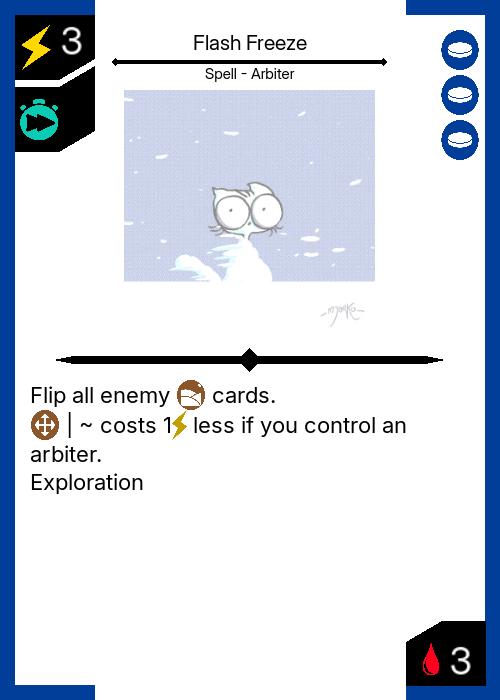 3
Flash Freeze
Spell - Arbiter
Flip all enemy cards.
| ~ costs 1 less if you control an
arbiter.
Exploration
3